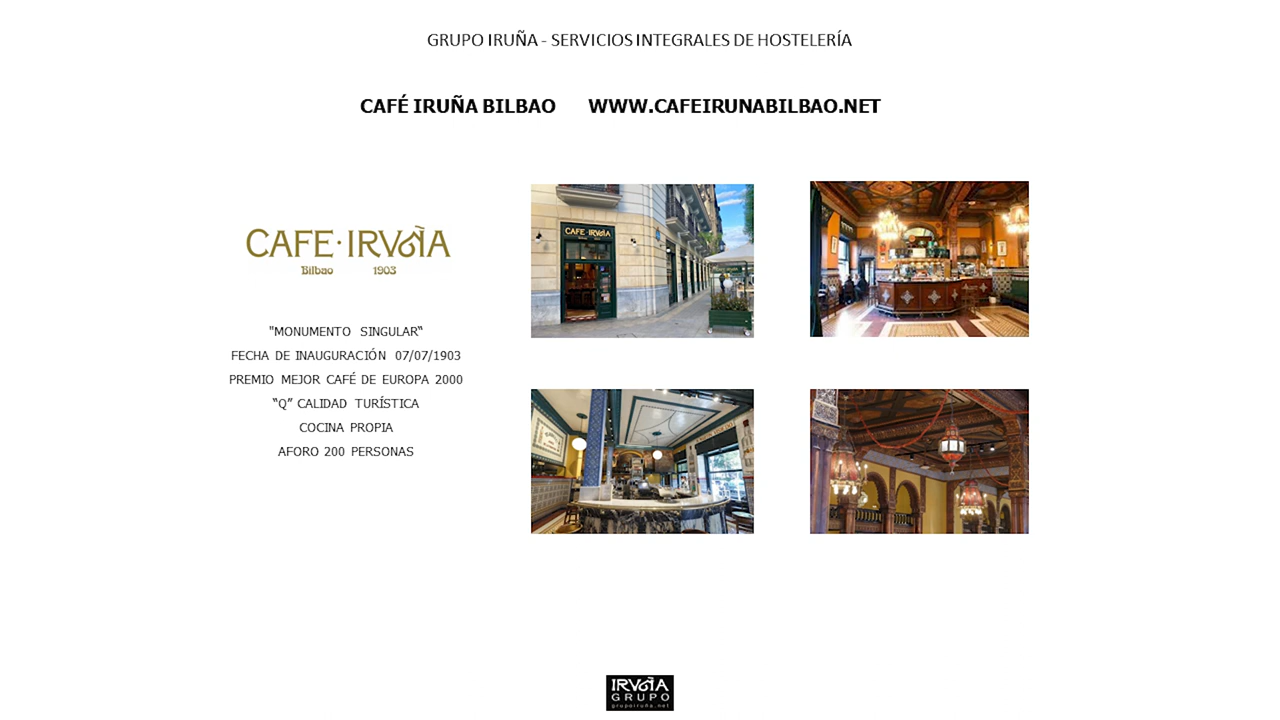 GRUPO IRUÑA - SERVICIOS INTEGRALES DE HOSTELERÍA
CAFÉ IRUÑA BILBAO WWW.CAFEIRUNABILBAO.NET
CAFE·IRUÑA
Bilbao 1903
"MONUMENTO SINGULAR“
FECHA DE INAUGURACIÓN 07/07/1903
PREMIO MEJOR CAFÉ DE EUROPA 2000
“Q” CALIDAD TURÍSTICA
COCINA PROPIA
AFORO 200 PERSONAS
CAFE·IRUÑA
IRUÑA
GRUPO
grupoiruña.net